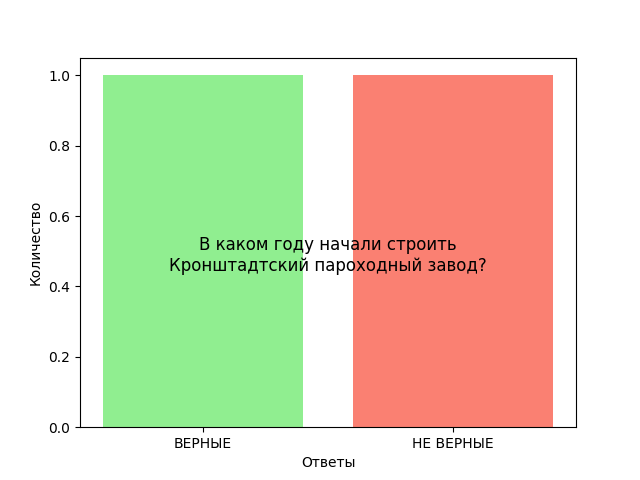 1.0
0.8
0.6
0.4
0.2
0.0
Количество
В каком году начали строить
Кронштадтский пароходный завод?
ВЕРНЫЕ
НЕ ВЕРНЫЕ
Ответы